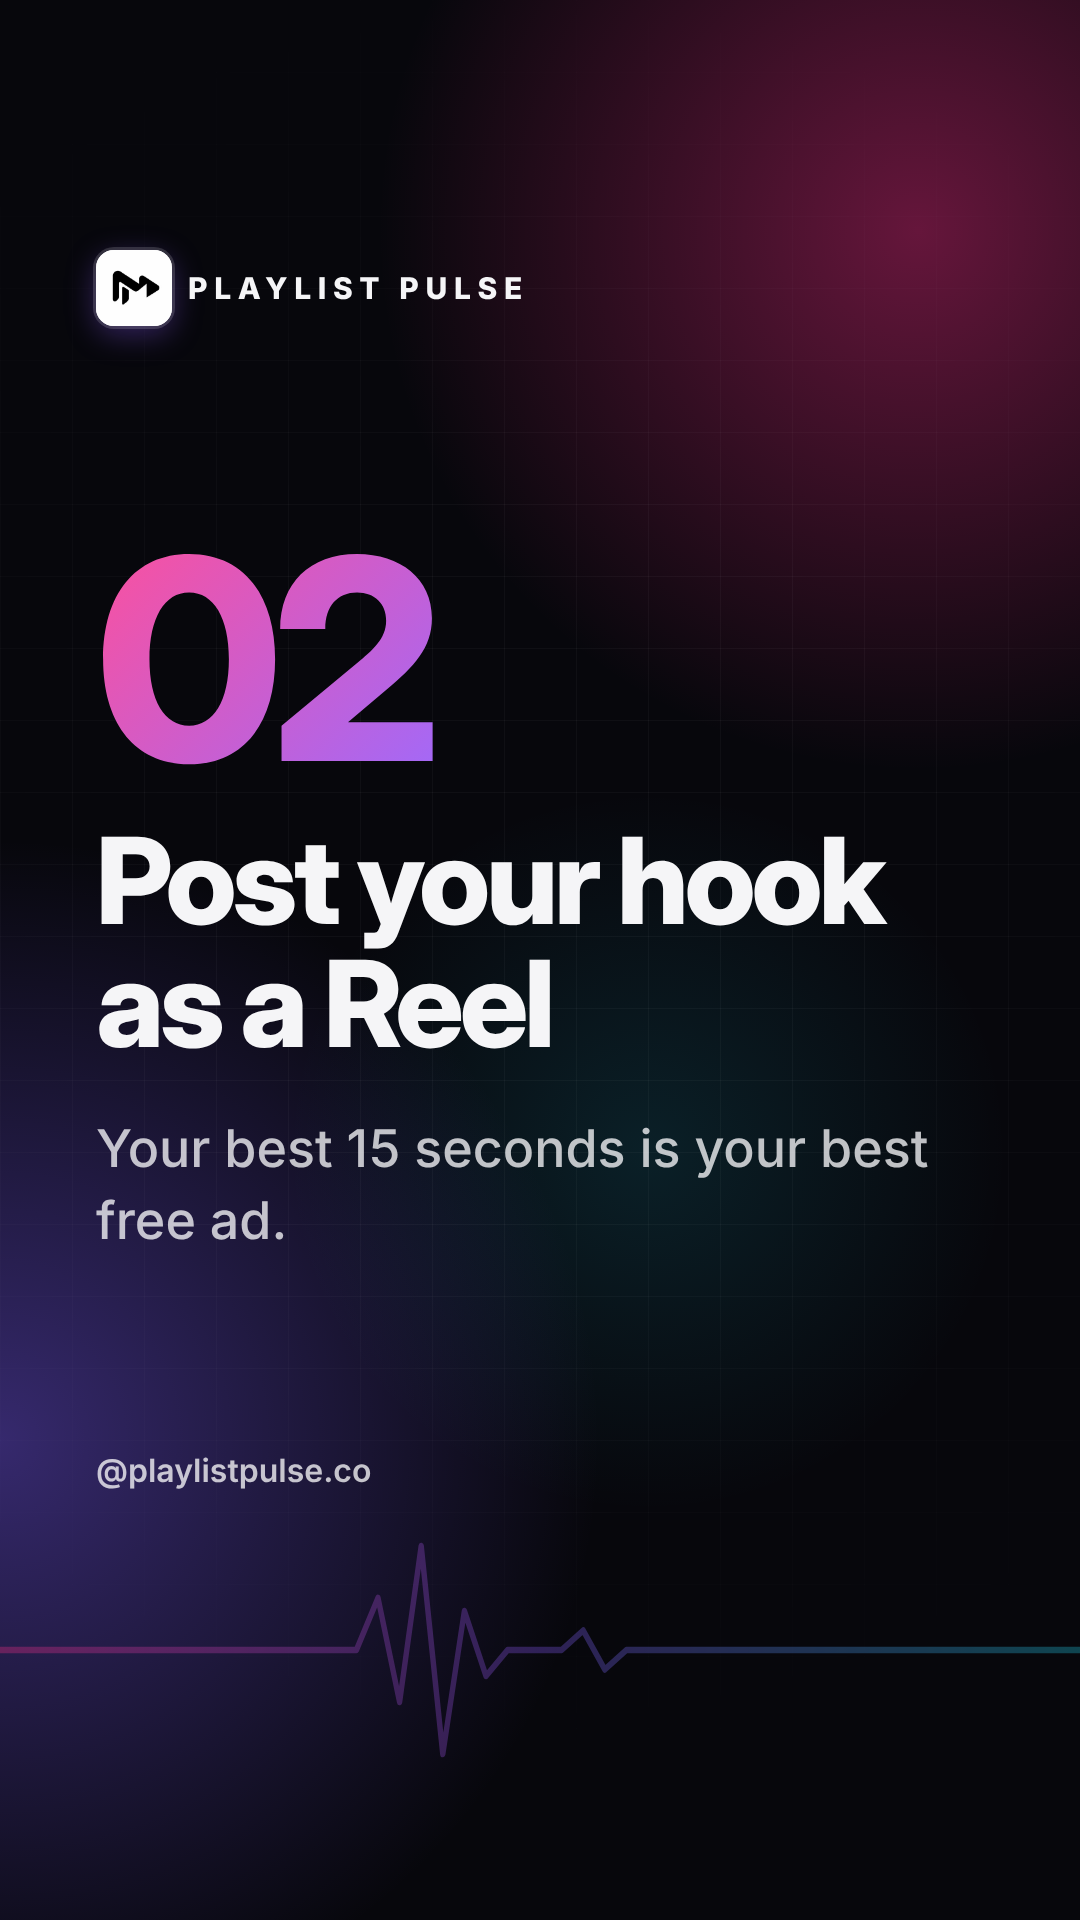 PLAYLIST PULSE
02
Post your hook
as a Reel
Your best 15 seconds is your best
free ad.
@playlistpulse.co